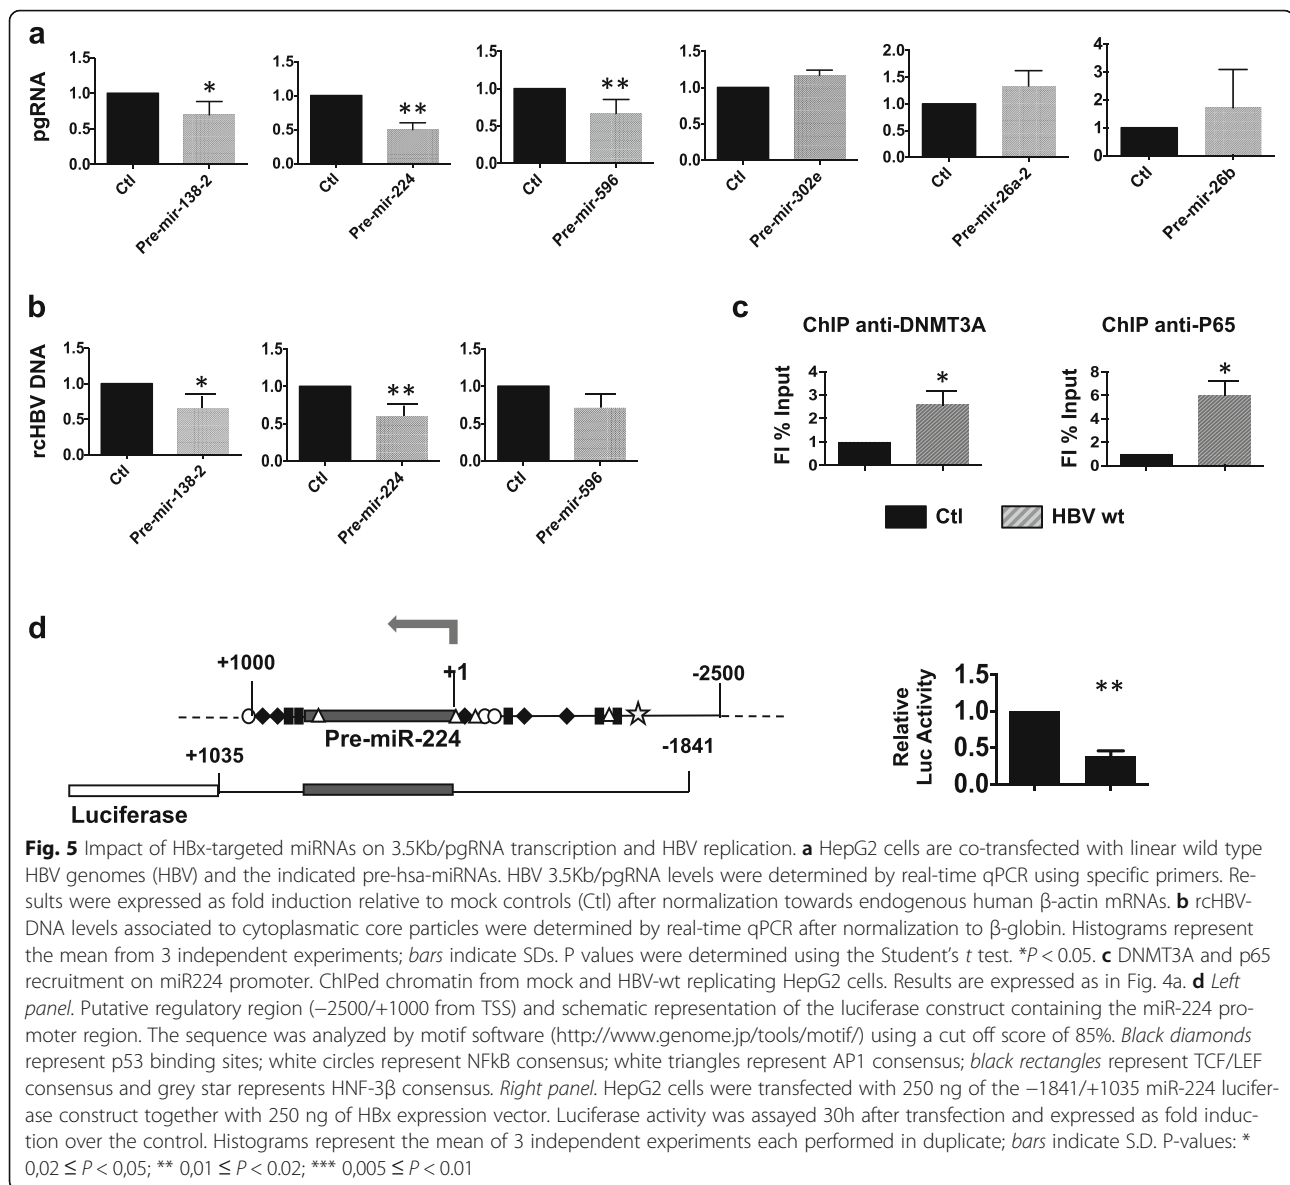 a
pgRNA
1.5
1.0
0.5
0.0
*
Ctl
Pre-mir-138-2
1.5
1.0
0.5
0.0
**
Ctl
Pre-mir-224
1.5
1.0
0.5
0.0
**
Ctl
Pre-mir-596
1.5
1.0
0.5
0.0
Ctl
Pre-mir-302e
2.0
1.5
1.0
0.5
0.0
Ctl
Pre-mir-26a-2
4
3
2
1
0
Ctl
Pre-mir-26b
b
rcHBV DNA
1.5
1.0
0.5
0.0
*
Ctl
Pre-mir-138-2
1.5
1.0
0.5
0.0
**
Ctl
Pre-mir-224
1.5
1.0
0.5
0.0
Ctl
Pre-mir-596
c
ChIP anti-DNMT3A
FI % Input
4
3
2
1
0
*
ChIP anti-P65
FI % Input
8
6
4
2
0
*
Ctl
HBV wt
d
+1000
+1
-2500
Pre-miR-224
+1035
-1841
Luciferase
Relative
Luc Activity
1.5
1.0
0.5
0.0
**
Fig. 5 Impact of HBx-targeted miRNAs on 3.5Kb/pgRNA transcription and HBV replication. a HepG2 cells are co-transfected with linear wild type
HBV genomes (HBV) and the indicated pre-hsa-miRNAs. HBV 3.5Kb/pgRNA levels were determined by real-time qPCR using specific primers. Re-
sults were expressed as fold induction relative to mock controls (Ctl) after normalization towards endogenous human β-actin mRNAs. b rcHBV-
DNA levels associated to cytoplasmatic core particles were determined by real-time qPCR after normalization to β-globin. Histograms represent
the mean from 3 independent experiments; bars indicate SDs. P values were determined using the Student's t test. *P < 0.05. c DNMT3A and p65
recruitment on miR224 promoter. ChIPed chromatin from mock and HBV-wt replicating HepG2 cells. Results are expressed as in Fig. 4a. d Left
panel. Putative regulatory region (−2500/+1000 from TSS) and schematic representation of the luciferase construct containing the miR-224 pro-
moter region. The sequence was analyzed by motif software (http://www.genome.jp/tools/motif/) using a cut off score of 85%. Black diamonds
represent p53 binding sites; white circles represent NFkB consensus; white triangles represent AP1 consensus; black rectangles represent TCF/LEF
consensus and grey star represents HNF-3β consensus. Right panel. HepG2 cells were transfected with 250 ng of the −1841/+1035 miR-224 lucifer-
ase construct together with 250 ng of HBx expression vector. Luciferase activity was assayed 30h after transfection and expressed as fold induc-
tion over the control. Histograms represent the mean of 3 independent experiments each performed in duplicate; bars indicate S.D. P-values: *
0,02 ≤ P < 0,05; ** 0,01 ≤ P < 0.02; *** 0,005 ≤ P < 0.01